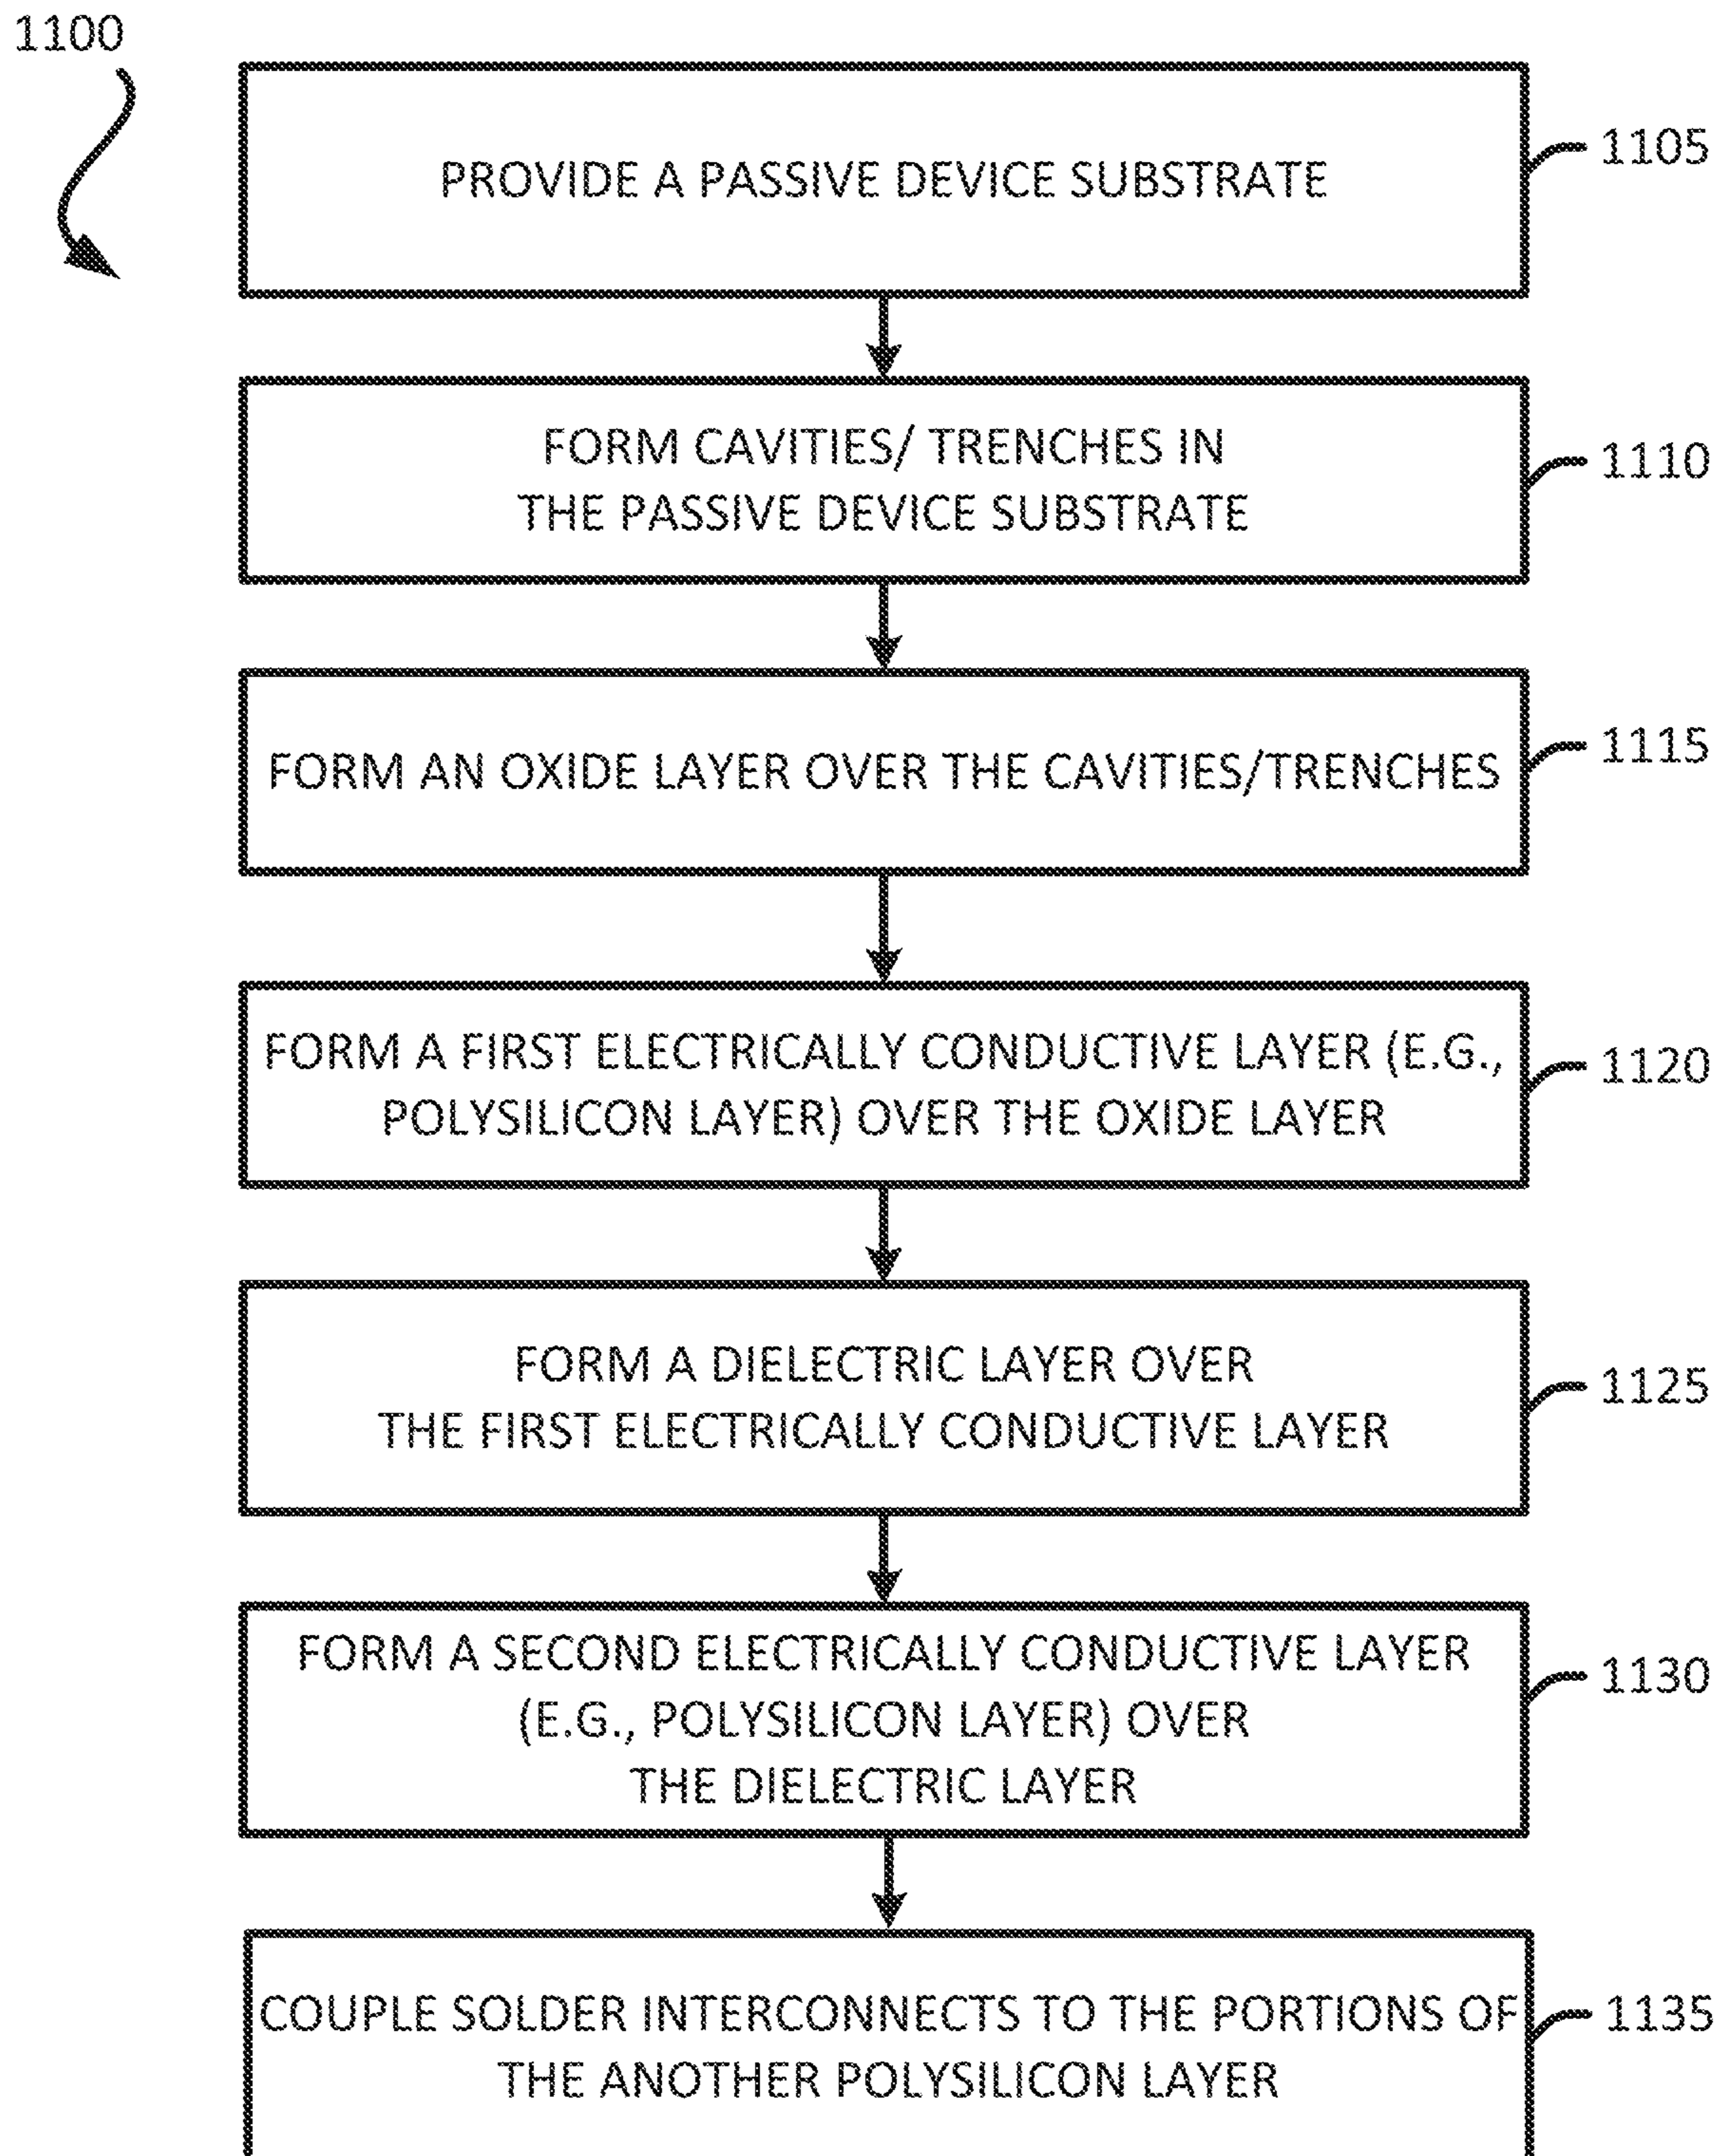 1100
PROVIDE A PASSIVE DEVICE SUBSTRATE
1105
FORM CAVITIES/ TRENCHES IN
THE PASSIVE DEVICE SUBSTRATE
1110
FORM AN OXIDE LAYER OVER THE CAVITIES/TRENCHES
1115
FORM A FIRST ELECTRICALLY CONDUCTIVE LAYER (E.G.,
POLYSILICON LAYER) OVER THE OXIDE LAYER
1120
FORM A DIELECTRIC LAYER OVER
THE FIRST ELECTRICALLY CONDUCTIVE LAYER
1125
FORM A SECOND ELECTRICALLY CONDUCTIVE LAYER
(E.G., POLYSILICON LAYER) OVER
THE DIELECTRIC LAYER
1130
COUPLE SOLDER INTERCONNECTS TO THE PORTIONS OF
THE ANOTHER POLYSILICON LAYER
1135